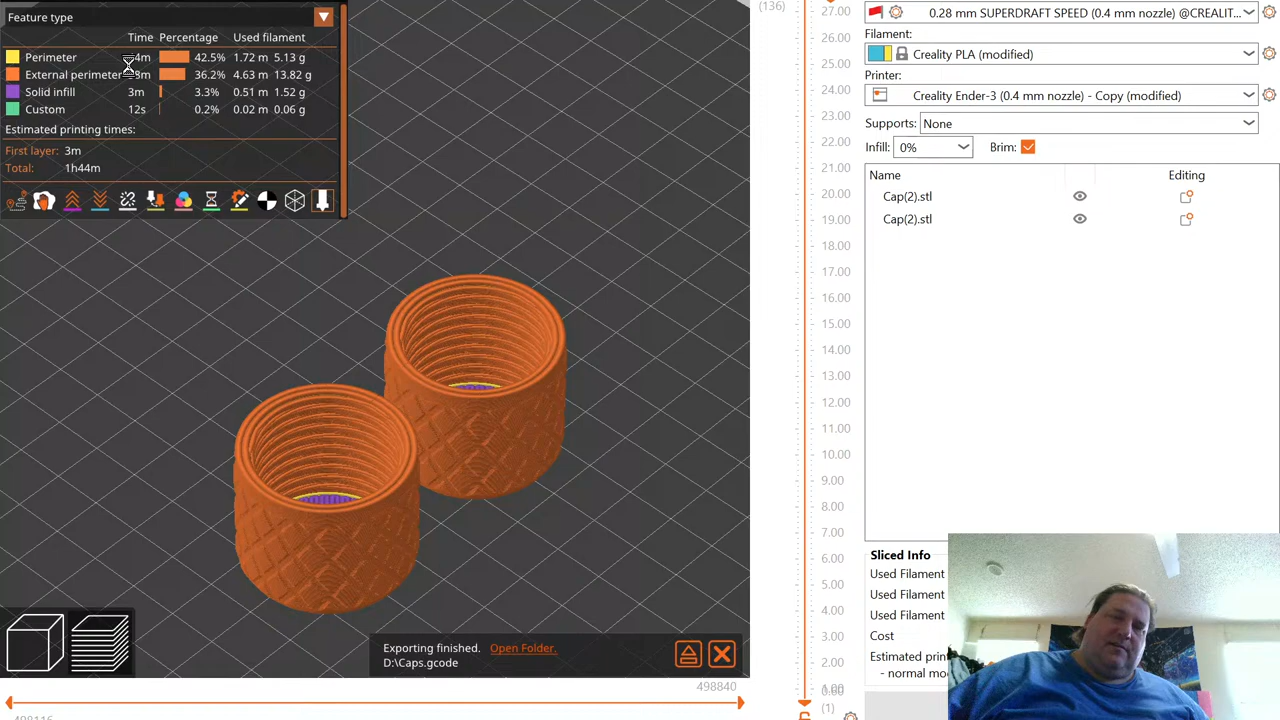 Feature type
Time Percentage Used filament
Perimeter 42.5% 1.72 m 5.13 g
External perimeter 36.2% 4.63 m 13.82 g
Solid infill 3m 3.3% 0.51 m 1.52 g
Custom 12s 0.2% 0.02 m 0.06 g
Estimated printing times:
First layer: 3m
Total: 1h44m
Exporting finished. Open Folder.
D:\Caps.gcode
498840
498116
(136)
27.00
26.00
25.00
24.00
23.00
22.00
21.00
20.00
19.00
18.00
17.00
16.00
15.00
14.00
13.00
12.00
11.00
10.00
9.00
8.00
7.00
6.00
5.00
4.00
3.00
2.00
(1)
0.28 mm SUPERDRAFT SPEED (0.4 mm nozzle) @CREALIT...
Filament:
Creality PLA (modified)
Printer:
Creality Ender-3 (0.4 mm nozzle) - Copy (modified)
Supports: None
Infill: 0% Brim:
Name Editing
Cap(2).stl
Cap(2).stl
Sliced Info
Used Filament
Used Filament
Used Filament
Cost
Estimated prin
- normal mo